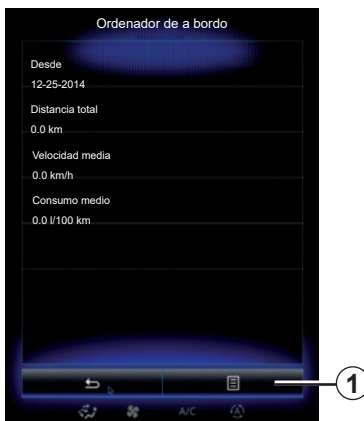 Ordenador de a bordo
Desde
12-25-2014
Distancia total
0.0 km
Velocidad media
0.0 km/h
Consumo medio
0.0 l/100 km
1
A/C
A